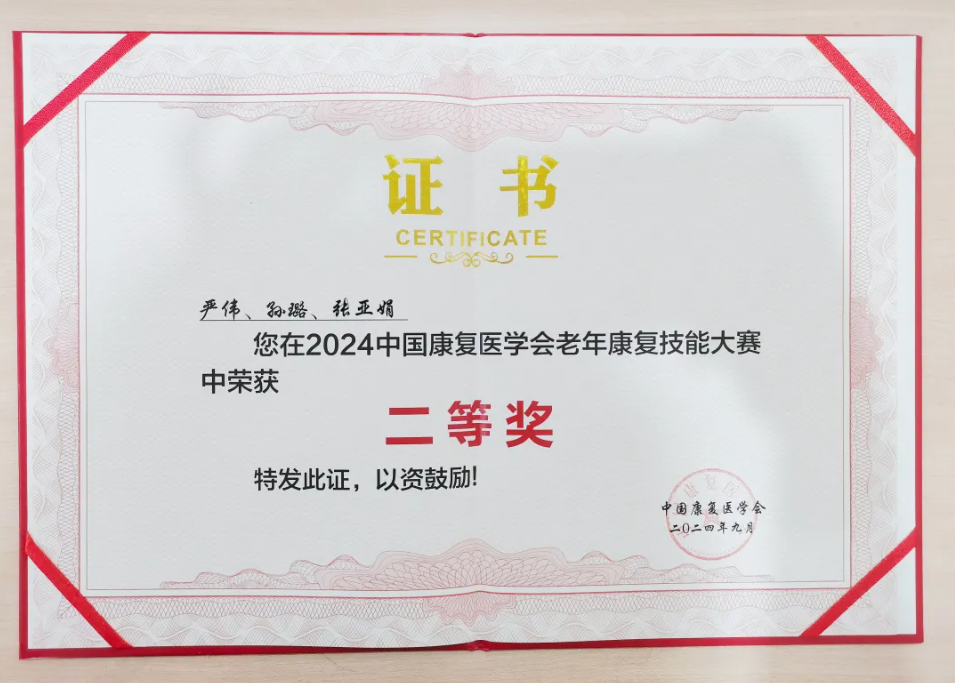 证 书
CERTIFICATE
严伟、孙璐、张亚娟
您在2024中国康复医学会老年康复技能大赛
中荣获
二等奖
特发此证，以资鼓励!
中国康复医学会
二〇二四年九月